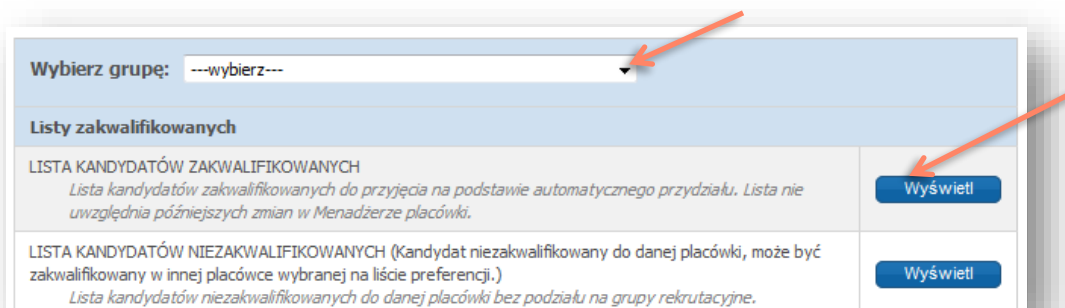 Wybierz grupę: ---wybierz---
Listy zakwalifikowanych
LISTA KANDYDATÓW ZAKWALIFIKOWANYCH
Lista kandydatów zakwalifikowanych do przyjęcia na podstawie automatycznego przydziału. Lista nie
uwzględnia późniejszych zmian w Menadżerze placówki.
Wyświetl
LISTA KANDYDATÓW NIEZAKWALIFIKOWANYCH (Kandydat niezakwalifikowany do danej placówki, może być
zakwalifikowany w innej placówce wybranej na liście preferencji.)
Lista kandydatów niezakwalifikowanych do danej placówki bez podziału na grupy rekrutacyjne.
Wyświetl